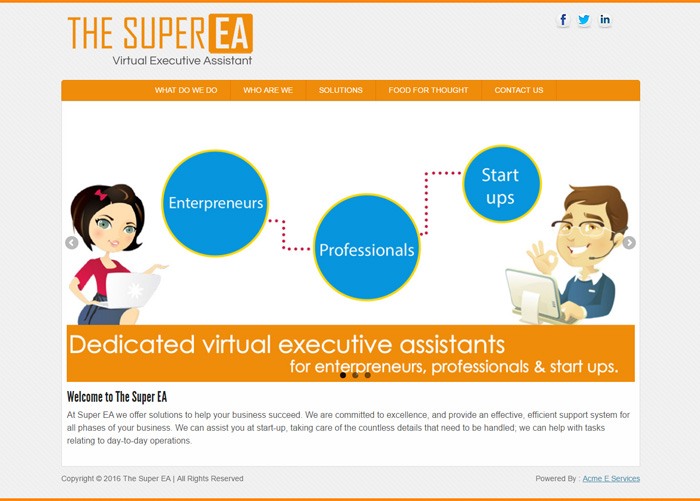 THE SUPER EA
Virtual Executive Assistant
WHAT DO WE DO
WHO ARE WE
SOLUTIONS
FOOD FOR THOUGHT
CONTACT US
Enterpreneurs
Professionals
Start
ups
Dedicated virtual executive assistants
for enterpreneurs, professionals & start ups.
Welcome to The Super EA
At Super EA we offer solutions to help your business succeed. We are committed to excellence, and provide an effective, efficient support system for
all phases of your business. We can assist you at start-up, taking care of the countless details that need to be handled; we can help with tasks
relating to day-to-day operations.
Copyright © 2016 The Super EA | All Rights Reserved
Powered By : Acme E Services